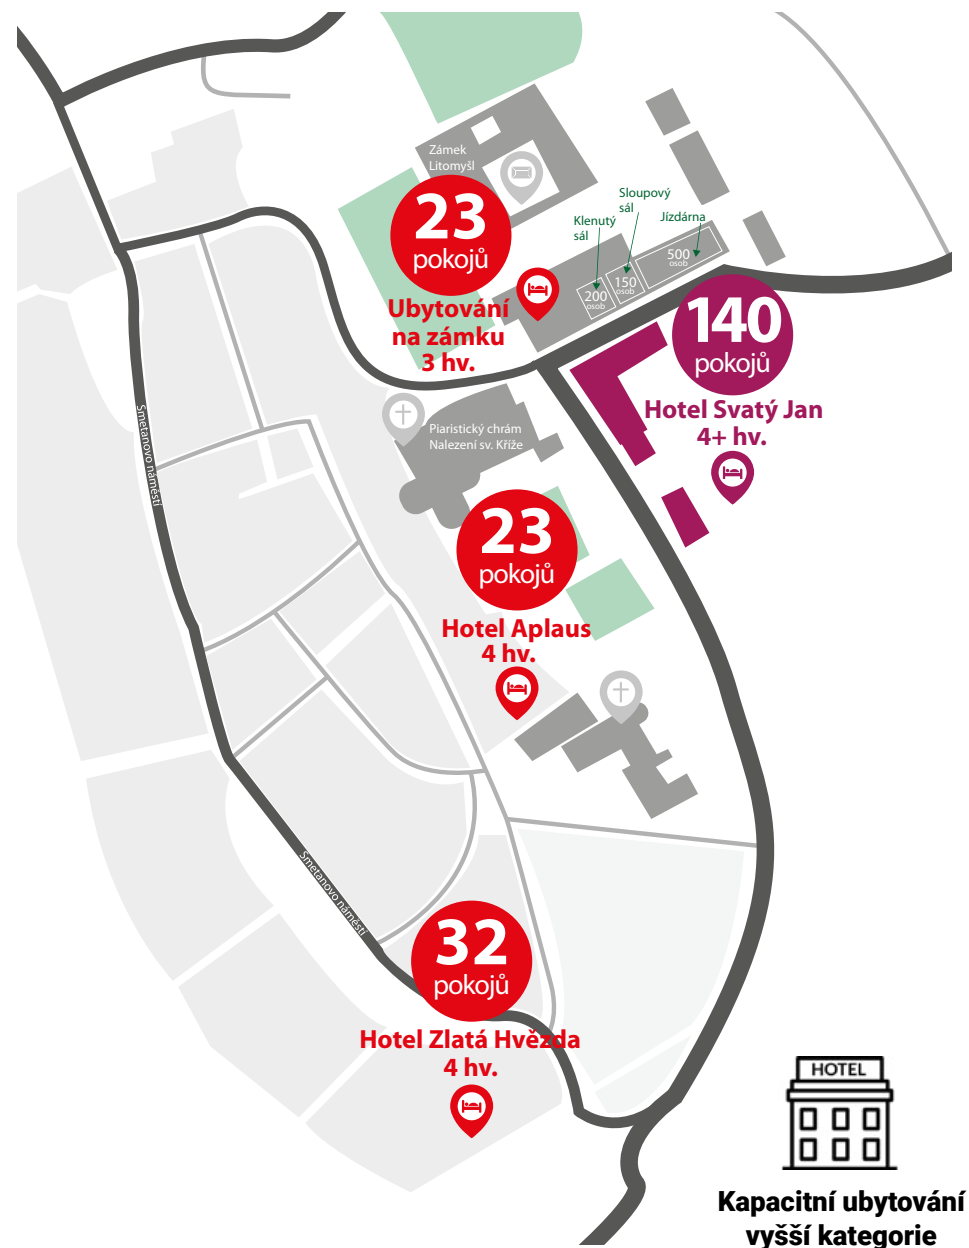 Zámek
Litomyšl
23
pokojů
Ubytování
na zámku
3 hv.
Klenutý
sál
Sloupový
sál
Jízdárna
200
osob
150
osob
500
osob
140
pokojů
Hotel Svatý Jan
4+ hv.
Piaristický chrám
Nalezení sv. Kříže
Smetanovo náměstí
23
pokojů
Hotel Aplaus
4 hv.
Smetanovo náměstí
32
pokojů
Hotel Zlatá Hvězda
4 hv.
HOTEL
Kapacitní ubytování
vyšší kategorie